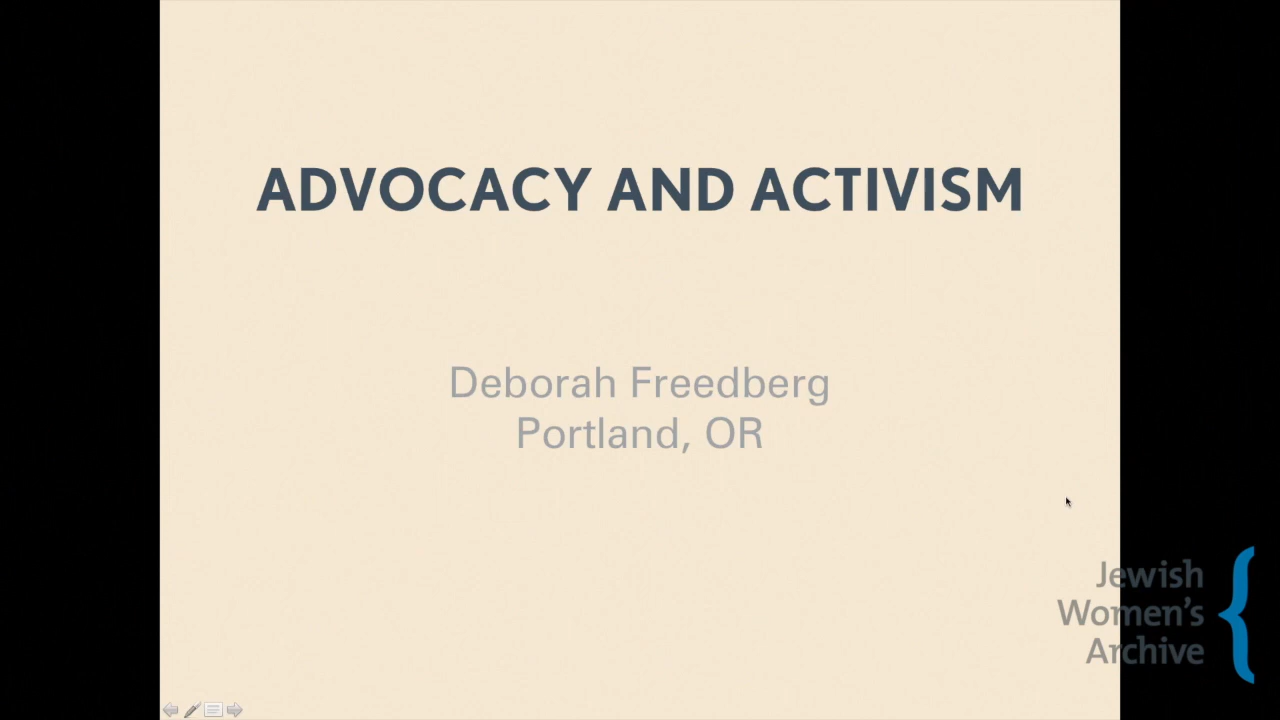 ADVOCACY AND ACTIVISM
Deborah Freedberg
Portland, OR
Jewish
Women's
Archive